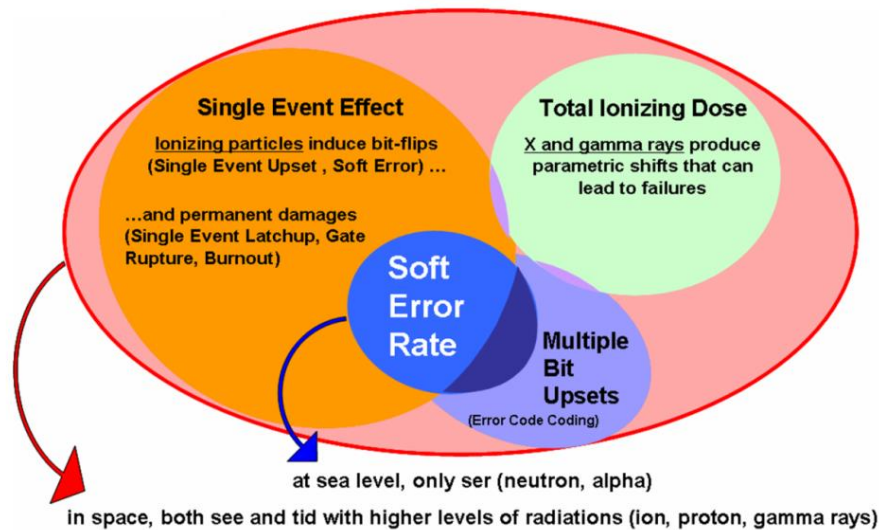 Single Event Effect
Ionizing particles induce bit-flips
(Single Event Upset , Soft Error) ...
...and permanent damages
(Single Event Latchup, Gate
Rupture, Burnout)
Total Ionizing Dose
X and gamma rays produce
parametric shifts that can
lead to failures
Soft
Error
Rate
Multiple
Bit
Upsets
(Error Code Coding)
at sea level, only ser (neutron, alpha)
in space, both see and tid with higher levels of radiations (ion, proton, gamma rays)